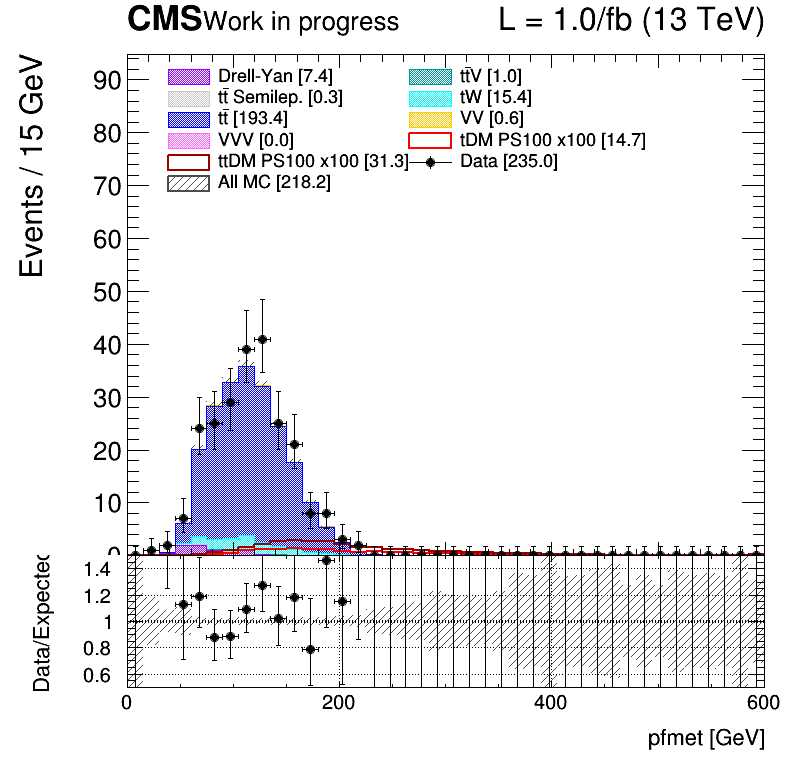 CMS Work in progress L = 1.0/fb (13 TeV)
Events / 15 GeV
Drell-Yan [7.4] tt̄V [1.0]
tt̄ Semilep. [0.3] tW [15.4]
tt̄ [193.4] VV [0.6]
VVV [0.0] tDM PS100 x100 [14.7]
ttDM PS100 x100 [31.3] Data [235.0]
All MC [218.2]
90
80
70
60
50
40
30
20
10
0
Data/Expected
1.4
1.2
1
0.8
0.6
0 200 400 600
pfmet [GeV]